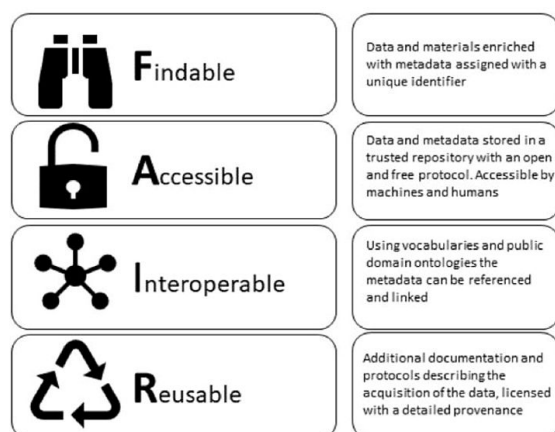 Findable
Data and materials enriched
with metadata assigned with a
unique identifier
Accessible
Data and metadata stored in a
trusted repository with an open
and free protocol. Accessible by
machines and humans
Interoperable
Using vocabularies and public
domain ontologies the
metadata can be referenced
and linked
Reusable
Additional documentation and
protocols describing the
acquisition of the data, licensed
with a detailed provenance